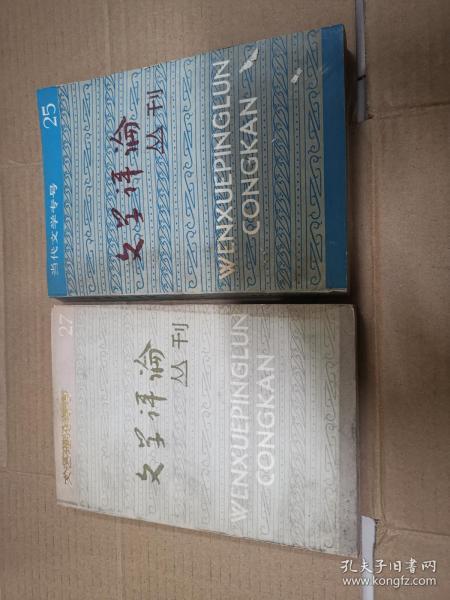 25
当代文学专号
文学评论
丛刊
WENXUEPINGLUN
CONGKAN
27
文学评论
丛刊
WENXUEPINGLUN
CONGKAN
孔夫子旧书网
www.kongfz.com